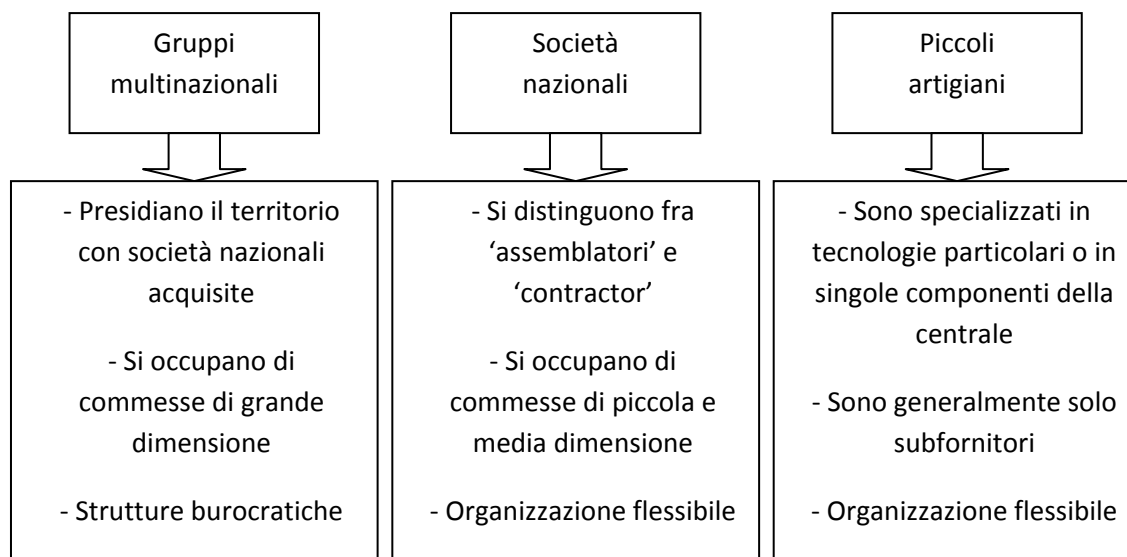 Gruppi
multinazionali
Società
nazionali
Piccoli
artigiani
- Presidiano il territorio
con società nazionali
acquisite
- Si occupano di
commesse di grande
dimensione
- Strutture burocratiche
- Si distinguono fra
‘assemblatori’ e
‘contractor’
- Si occupano di
commesse di piccola e
media dimensione
- Organizzazione flessibile
- Sono specializzati in
tecnologie particolari o in
singole componenti della
centrale
- Sono generalmente solo
subfornitori
- Organizzazione flessibile